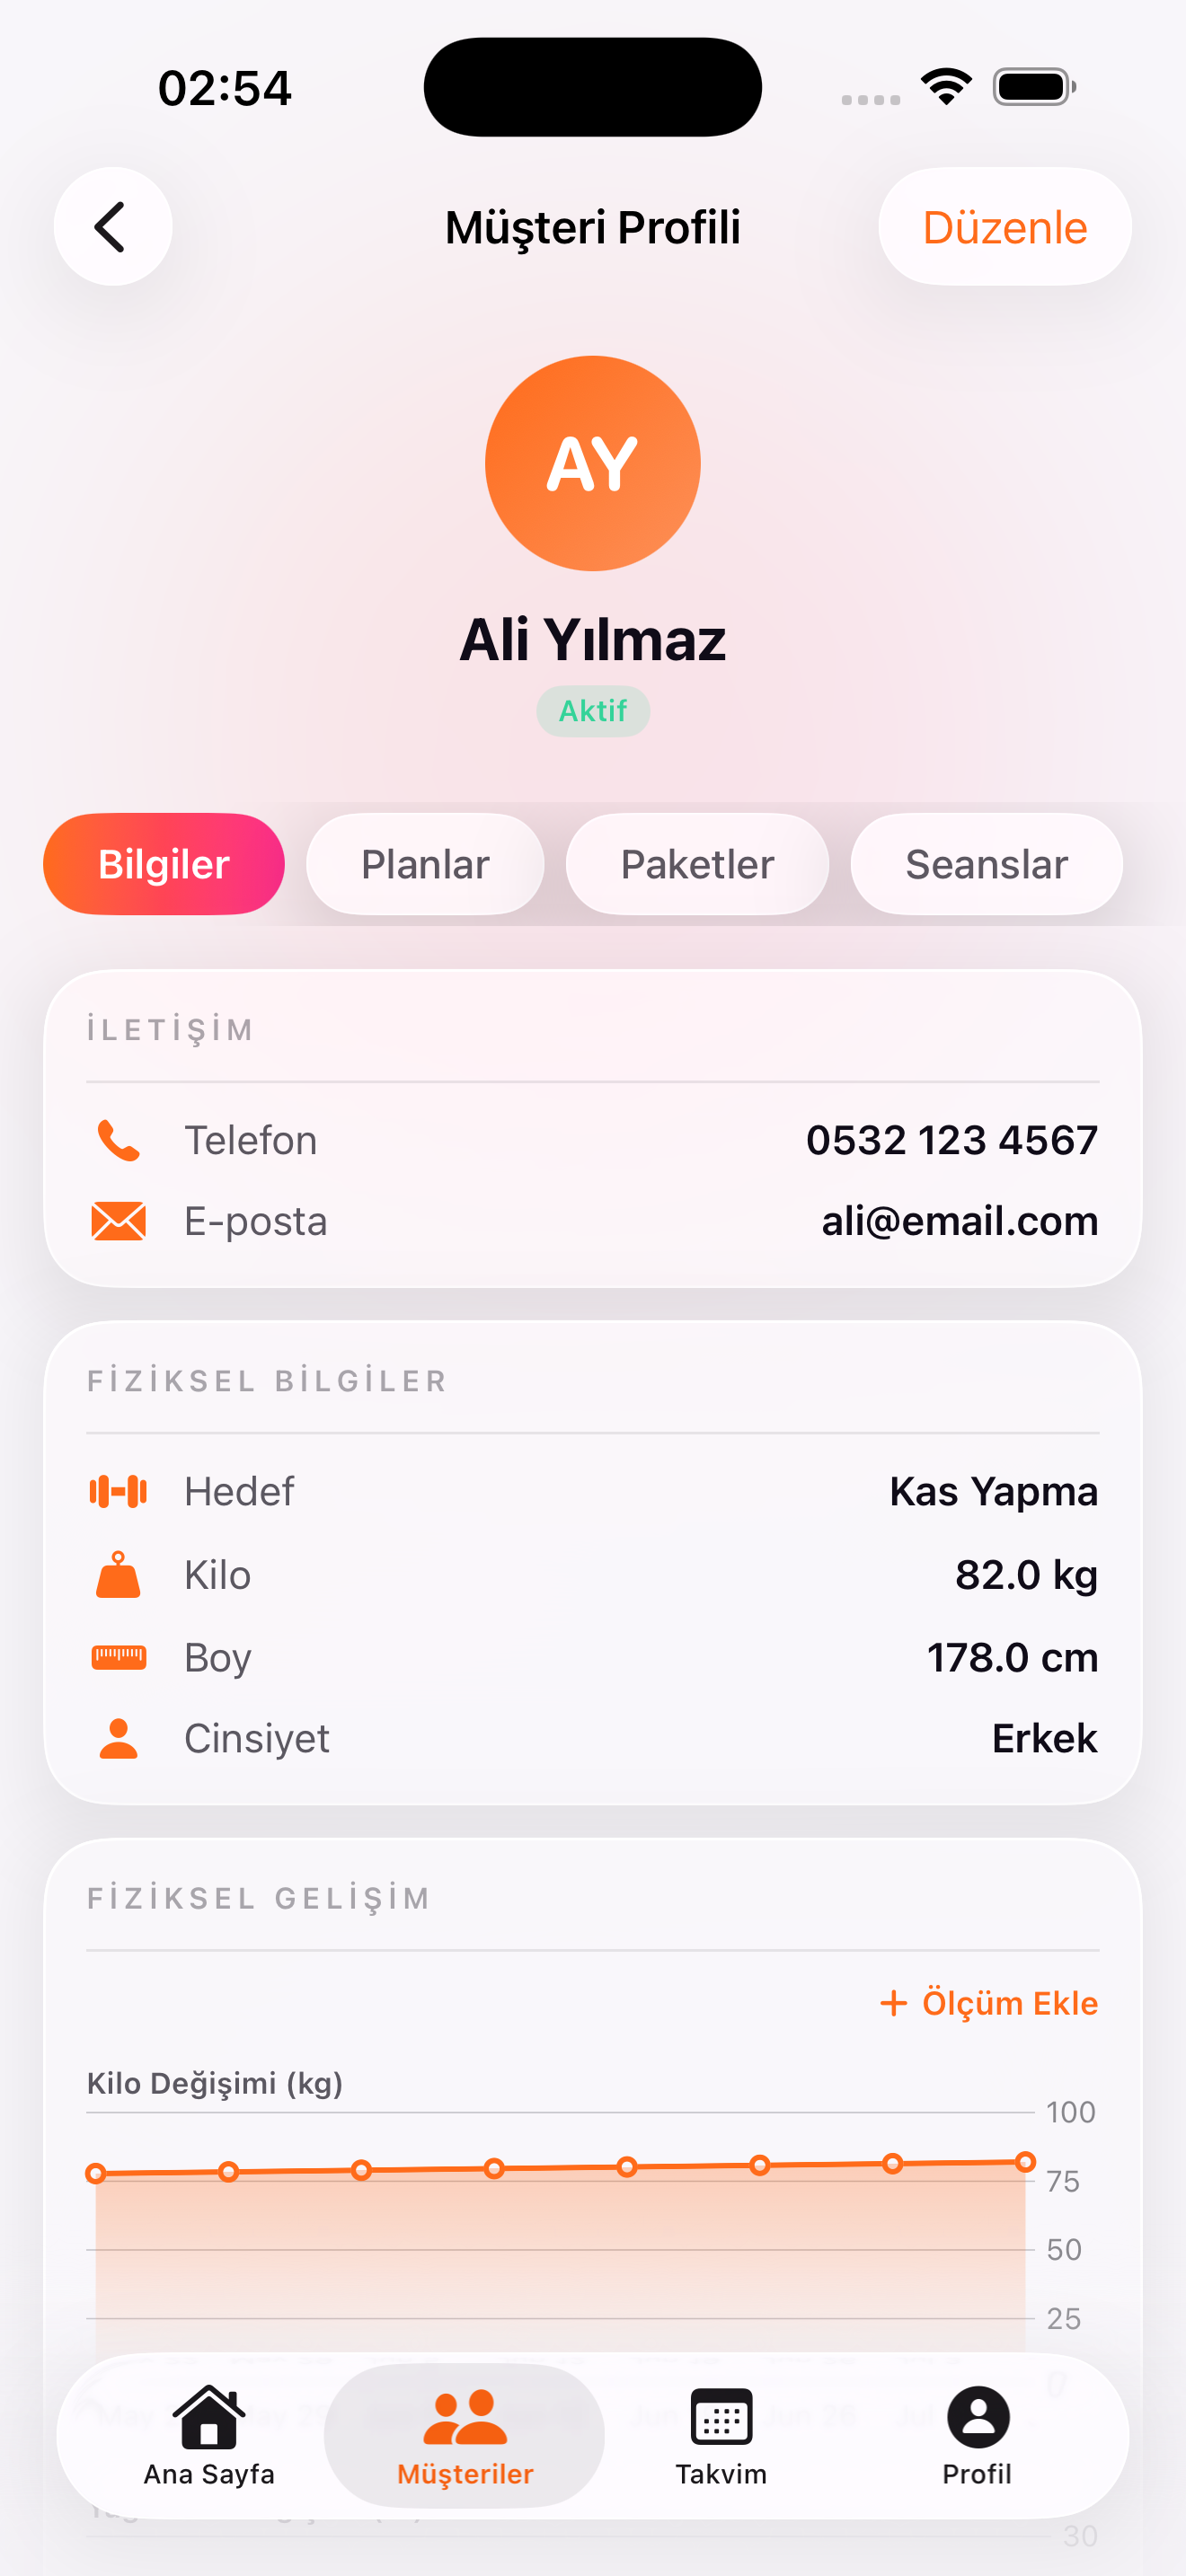 02:54
Müşteri Profili
Düzenle
AY
Ali Yılmaz
Aktif
Bilgiler
Planlar
Paketler
Seanslar
İLETİŞİM
Telefon
0532 123 4567
E-posta
ali@email.com
FİZİKSEL BİLGİLER
Hedef
Kas Yapma
Kilo
82.0 kg
Boy
178.0 cm
Cinsiyet
Erkek
FİZİKSEL GELİŞİM
+ Ölçüm Ekle
Kilo Değişimi (kg)
100
75
50
25
0
Ana Sayfa
Müşteriler
Takvim
Profil
30